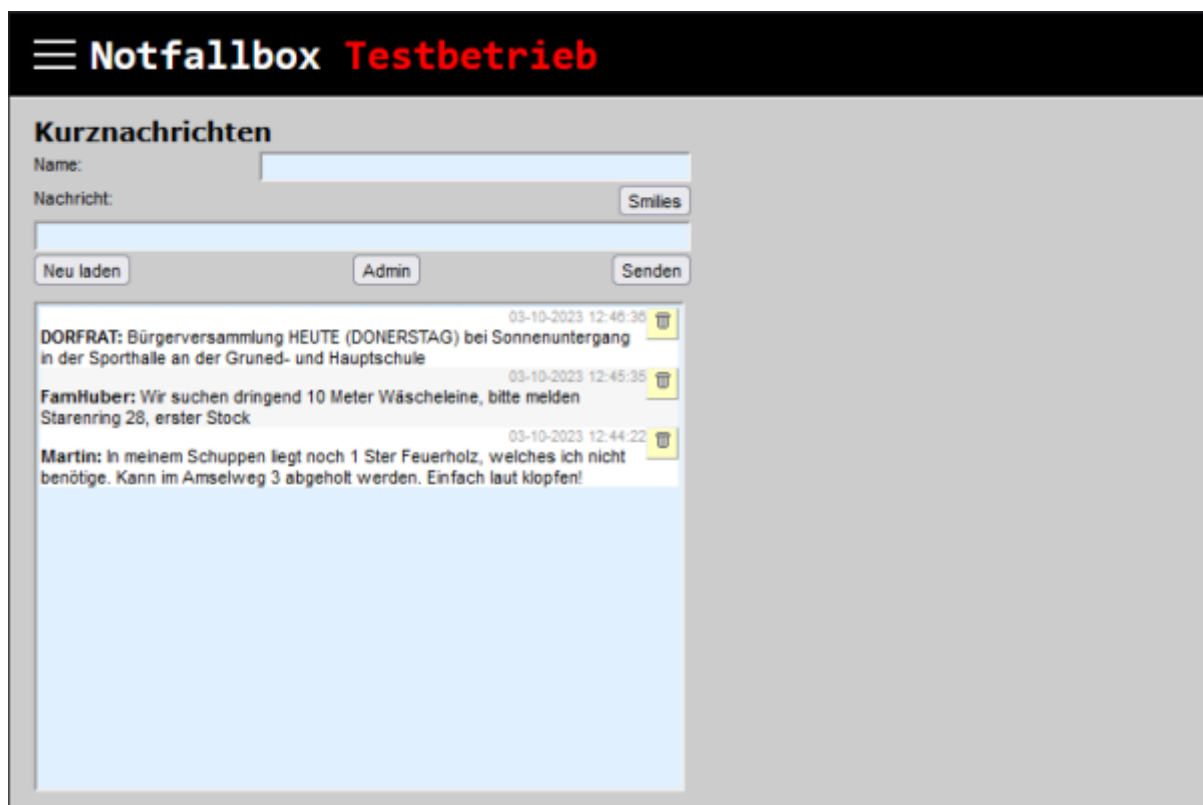 Notfallbox Testbetrieb
Kurznachrichten
Name:
Nachricht:
Smilies
Neu laden
Admin
Senden
03-10-2023 12:46:36
DORFRAT: Bürgerversammlung HEUTE (DONERSTAG) bei Sonnenuntergang
in der Sporthalle an der Gruned- und Hauptschule
03-10-2023 12:45:35
FamHuber: Wir suchen dringend 10 Meter Wäscheleine, bitte melden
Starenring 28, erster Stock
03-10-2023 12:44:22
Martin: In meinem Schuppen liegt noch 1 Ster Feuerholz, welches ich nicht
benötige. Kann im Amselweg 3 abgeholt werden. Einfach laut klopfen!